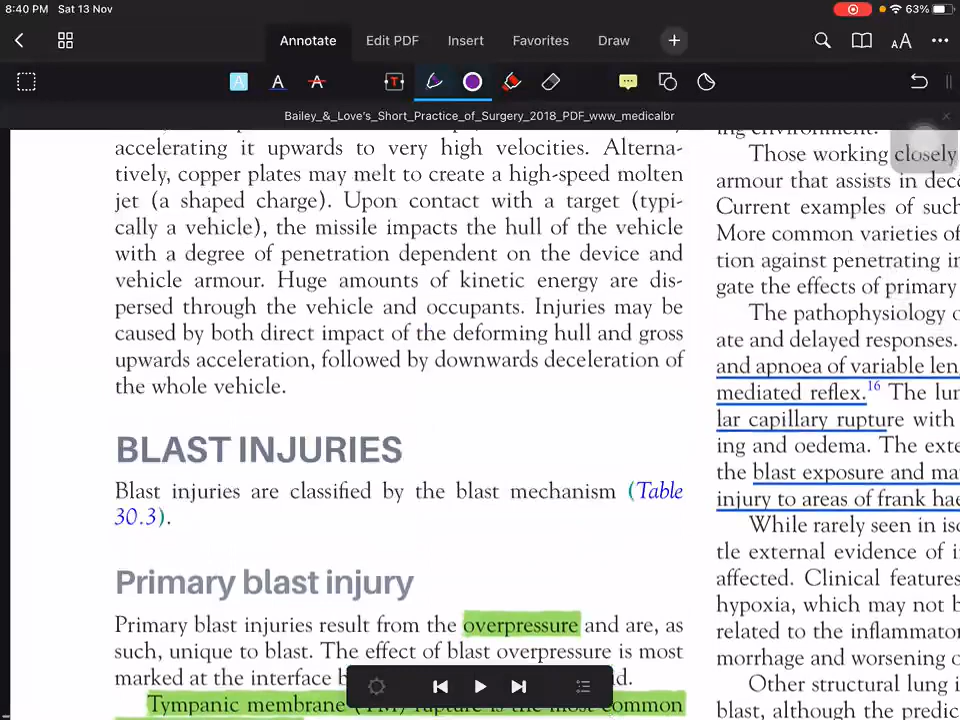 8:40 PM Sat 13 Nov
63%
Annotate Edit PDF Insert Favorites Draw
AA
A A A T
Bailey_&_Love's_Short_Practice_of_Surgery_2018_PDF_www_medicalbr
accelerating it upwards to very high velocities. Alterna-
tively, copper plates may melt to create a high-speed molten
jet (a shaped charge). Upon contact with a target (typi-
cally a vehicle), the missile impacts the hull of the vehicle
with a degree of penetration dependent on the device and
vehicle armour. Huge amounts of kinetic energy are dis-
persed through the vehicle and occupants. Injuries may be
caused by both direct impact of the deforming hull and gross
upwards acceleration, followed by downwards deceleration of
the whole vehicle.
BLAST INJURIES
Blast injuries are classified by the blast mechanism (Table
30.3).
Primary blast injury
Primary blast injuries result from the overpressure and are, as
such, unique to blast. The effect of blast overpressure is most
marked at the interface
Tympanic membrane (TM) rupture is the most common
ing environment.
Those working closely
armour that assists in
Current examples of such
More common varieties of
tion against penetrating
gate the effects of primary
The pathophysiology
ate and delayed responses.
and apnoea of variable
mediated reflex.16 The
lar capillary rupture with
ing and oedema. The
the blast exposure and
injury to areas of frank
While rarely seen in
tle external evidence of
affected. Clinical features
hypoxia, which may not
related to the
morrhage and worsening
Other structural lung
blast, although the